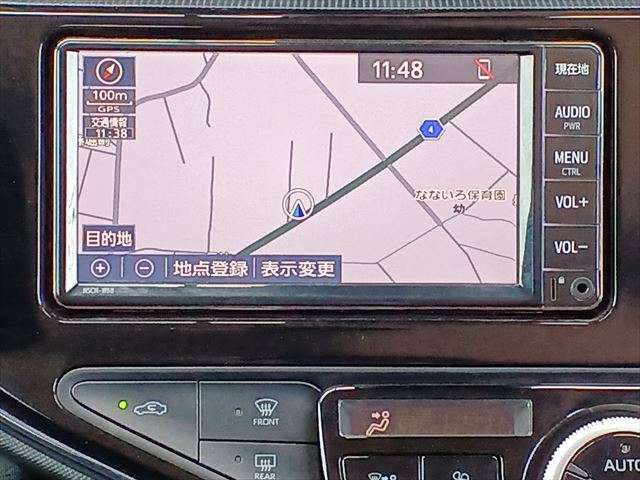 11:48
現在地
100m
GPS
交通情報
11:38
AUDIO
PWR
4
MENU
CTRL
なないろ保育園
幼
VOL+
目的地
VOL−
地点登録 表示変更
NSCN-W68
FRONT
REAR
AUTO